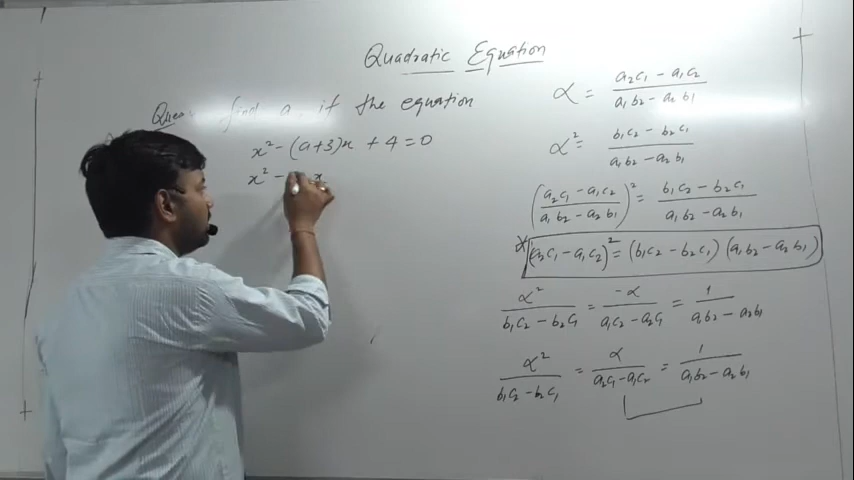 Quadratic Equation
Ques find a, if the equation
x² - (a+3)x + 4 = 0
x² - x
α = (a₂c₁ - a₁c₂) / (a₁b₂ - a₂b₁)
α² = (b₁c₂ - b₂c₁) / (a₁b₂ - a₂b₁)
((a₂c₁ - a₁c₂) / (a₁b₂ - a₂b₁))² = (b₁c₂ - b₂c₁) / (a₁b₂ - a₂b₁)
(a₂c₁ - a₁c₂)² = (b₁c₂ - b₂c₁) (a₁b₂ - a₂b₁)
α² / (b₁c₂ - b₂c₁) = -α / (a₁c₂ - a₂c₁) = 1 / (a₁b₂ - a₂b₁)
α² / (b₁c₂ - b₂c₁) = α / (a₂c₁ - a₁c₂) = 1 / (a₁b₂ - a₂b₁)